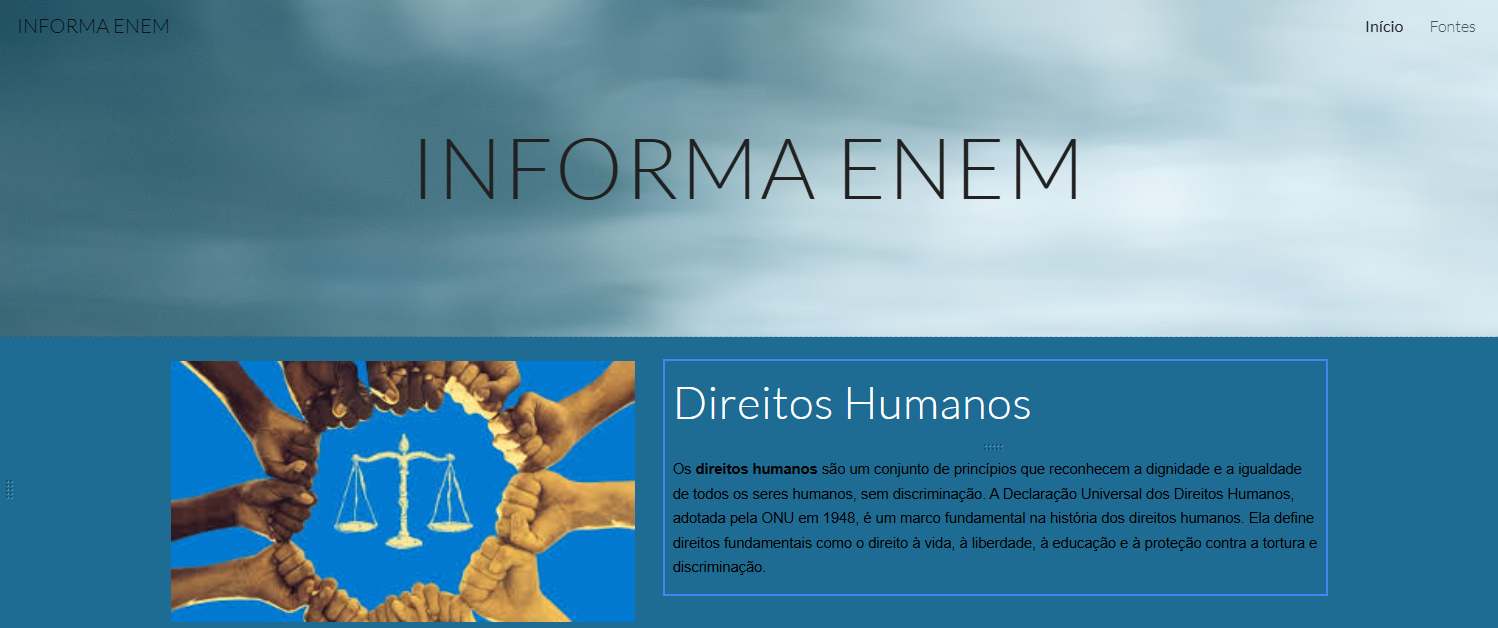 INFORMA ENEM
Início
Fontes
INFORMA ENEM
Direitos Humanos
Os direitos humanos são um conjunto de princípios que reconhecem a dignidade e a igualdade
de todos os seres humanos, sem discriminação. A Declaração Universal dos Direitos Humanos,
adotada pela ONU em 1948, é um marco fundamental na história dos direitos humanos. Ela define
direitos fundamentais como o direito à vida, à liberdade, à educação e à proteção contra a tortura e
discriminação.